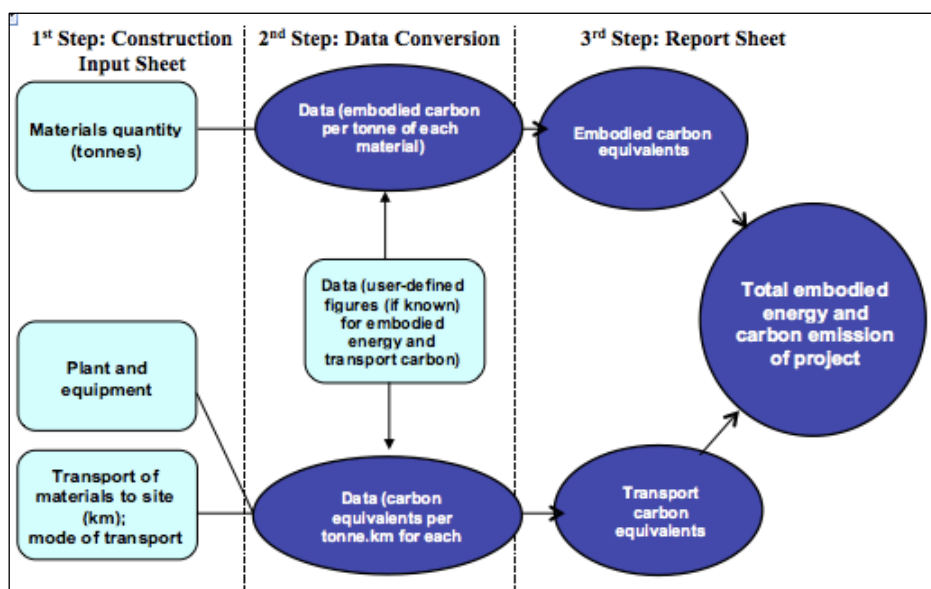 1st Step: Construction
Input Sheet
2nd Step: Data Conversion
3rd Step: Report Sheet
Materials quantity
(tonnes)
Data (embodied carbon
per tonne of each
material)
Embodied carbon
equivalents
Data (user-defined
figures (if known)
for embodied
energy and
transport carbon)
Total embodied
energy and
carbon emission
of project
Plant and
equipment
Transport of
materials to site
(km);
mode of transport
Data (carbon
equivalents per
tonne.km for each
Transport
carbon
equivalents